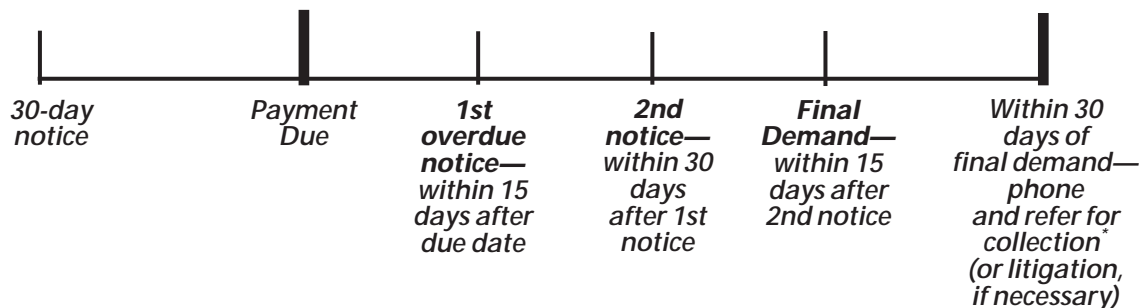 30-day
notice
Payment
Due
1st
overdue
notice—
within 15
days after
due date
2nd
notice—
within 30
days
after 1st
notice
Final
Demand—
within 15
days after
2nd notice
Within 30
days of
final demand—
phone
and refer for
collection*
(or litigation,
if necessary)